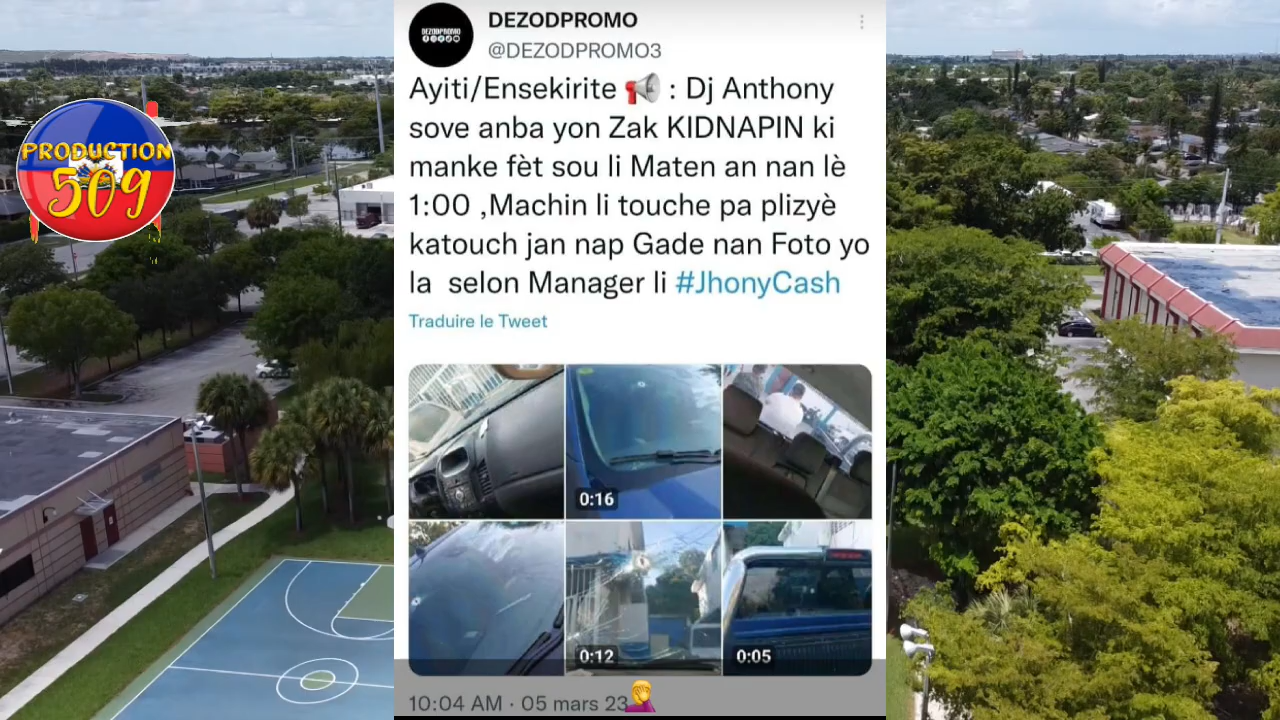 PRODUCTION
509
DEZODPROMO
DEZODPROMO
@DEZODPROMO3
Ayiti/Ensekirite 📢 : Dj Anthony
sove anba yon Zak KIDNAPIN ki
manke fèt sou li Maten an nan lè
1:00 ,Machin li touche pa plizyè
katouch jan nap Gade nan Foto yo
la selon Manager li #JhonyCash
Traduire le Tweet
0:16
0:12
0:05
10:04 AM · 05 mars 23